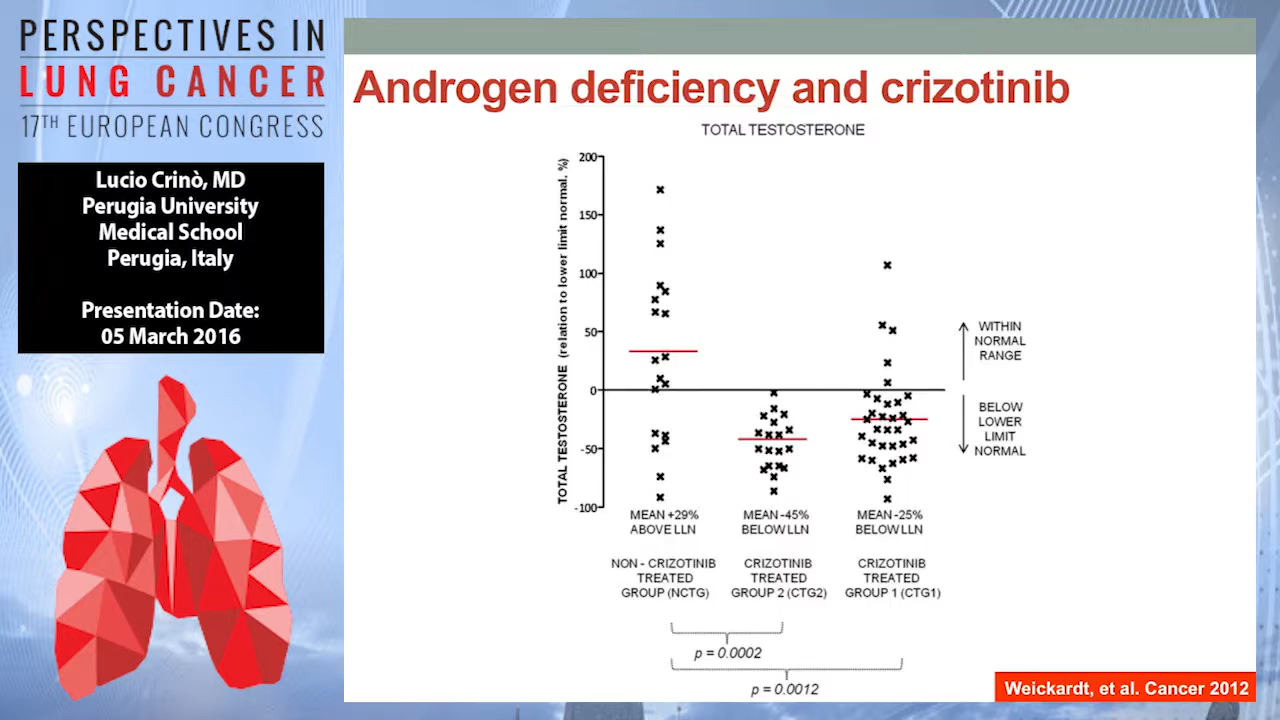 PERSPECTIVES IN
LUNG CANCER
17TH EUROPEAN CONGRESS
Lucio Crinò, MD
Perugia University
Medical School
Perugia, Italy
Presentation Date:
05 March 2016
Androgen deficiency and crizotinib
TOTAL TESTOSTERONE
TOTAL TESTOSTERONE (relation to lower limit normal. %)
200
150
100
50
0
-50
-100
WITHIN
NORMAL
RANGE
BELOW
LOWER
LIMIT
NORMAL
MEAN +29%
ABOVE LLN
MEAN -45%
BELOW LLN
MEAN -25%
BELOW LLN
NON - CRIZOTINIB
TREATED
GROUP (NCTG)
CRIZOTINIB
TREATED
GROUP 2 (CTG2)
CRIZOTINIB
TREATED
GROUP 1 (CTG1)
p = 0.0002
p = 0.0012
Weickardt, et al. Cancer 2012